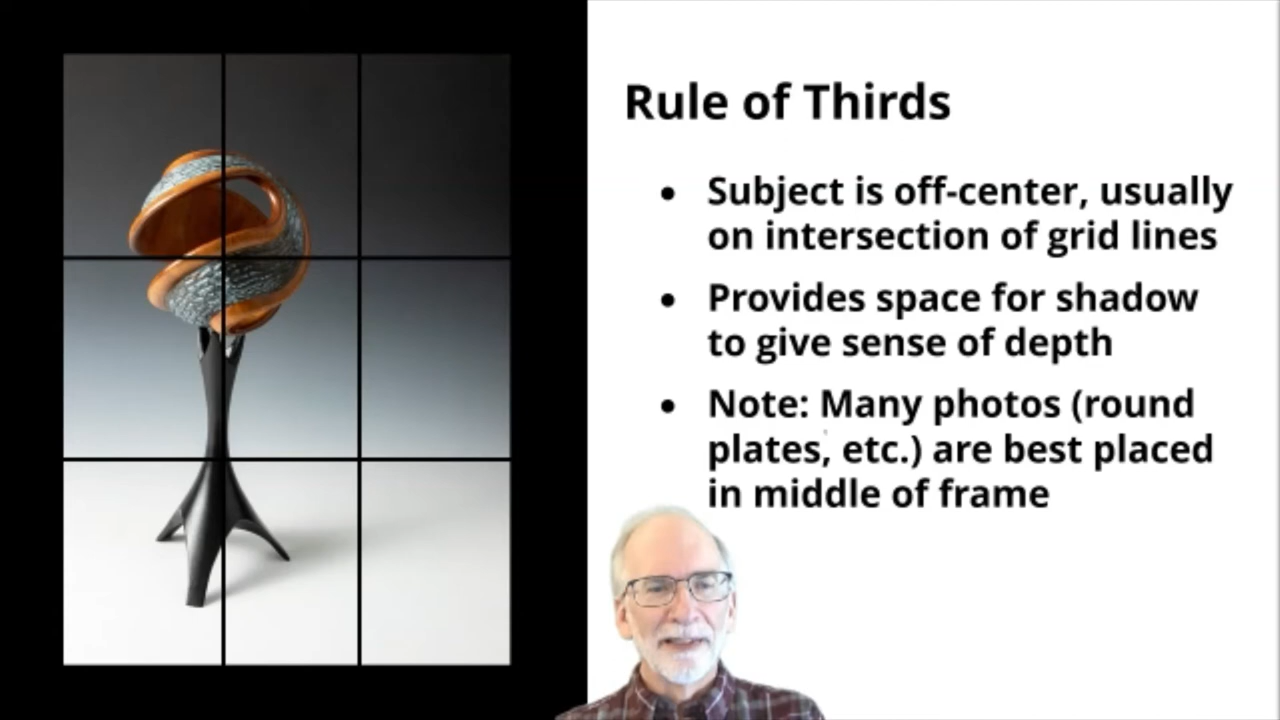 Rule of Thirds
• Subject is off-center, usually
on intersection of grid lines
• Provides space for shadow
to give sense of depth
• Note: Many photos (round
plates, etc.) are best placed
in middle of frame